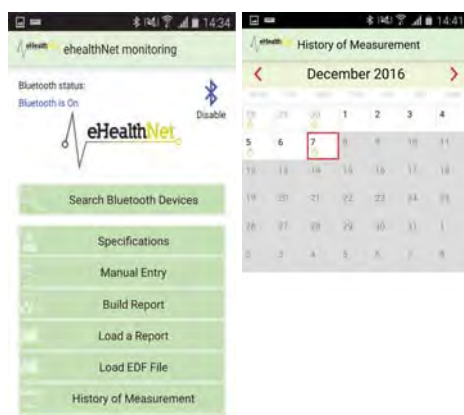 14:34
eHealthNet
ehealthNet monitoring
Bluetooth status:
Bluetooth is On
Disable
eHealthNet
Search Bluetooth Devices
Specifications
Manual Entry
Build Report
Load a Report
Load EDF File
History of Measurement
14:41
eHealthNet
History of Measurement
< December 2016 >
28 29 30 1 2 3 4
5 6 7 8 9 10 11
12 13 14 15 16 17 18
19 20 21 22 23 24 25
26 27 28 29 30 31 1
2 3 4 5 6 7 8